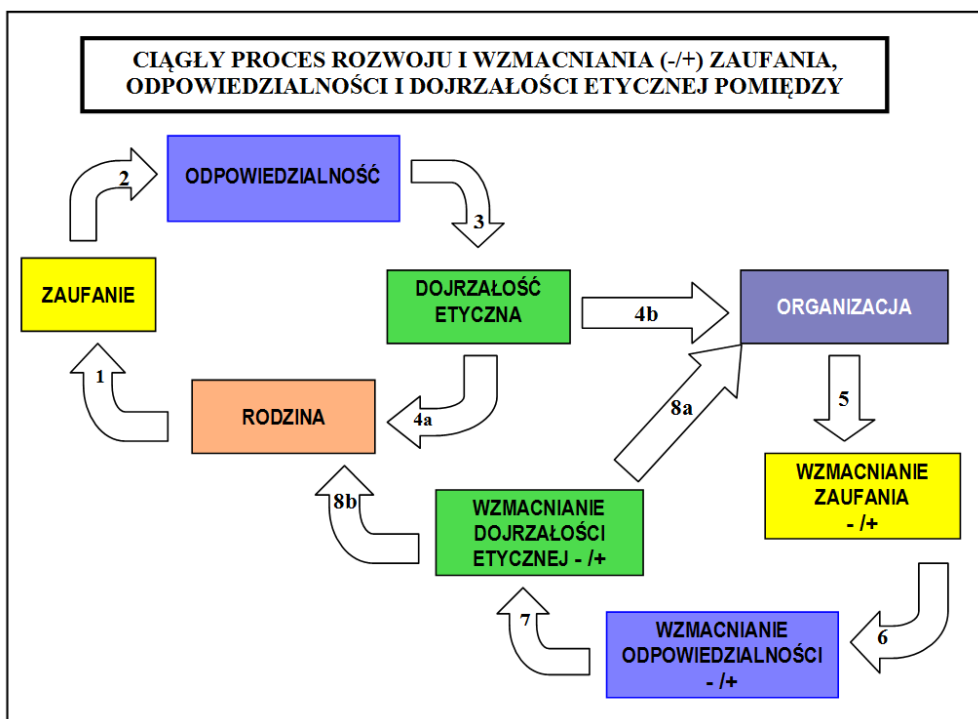 CIĄGŁY PROCES ROZWOJU I WZMACNIANIA (-/+) ZAUFANIA,
ODPOWIEDZIALNOŚCI I DOJRZAŁOŚCI ETYCZNEJ POMIĘDZY
2
ODPOWIEDZIALNOŚĆ
3
ZAUFANIE
DOJRZAŁOŚĆ
ETYCZNA
4b
ORGANIZACJA
1
RODZINA
4a
8a
5
8b
WZMACNIANIE
DOJRZAŁOŚCI
ETYCZNEJ - /+
WZMACNIANIE
ZAUFANIA
- /+
7
WZMACNIANIE
ODPOWIEDZIALNOŚCI
- /+
6